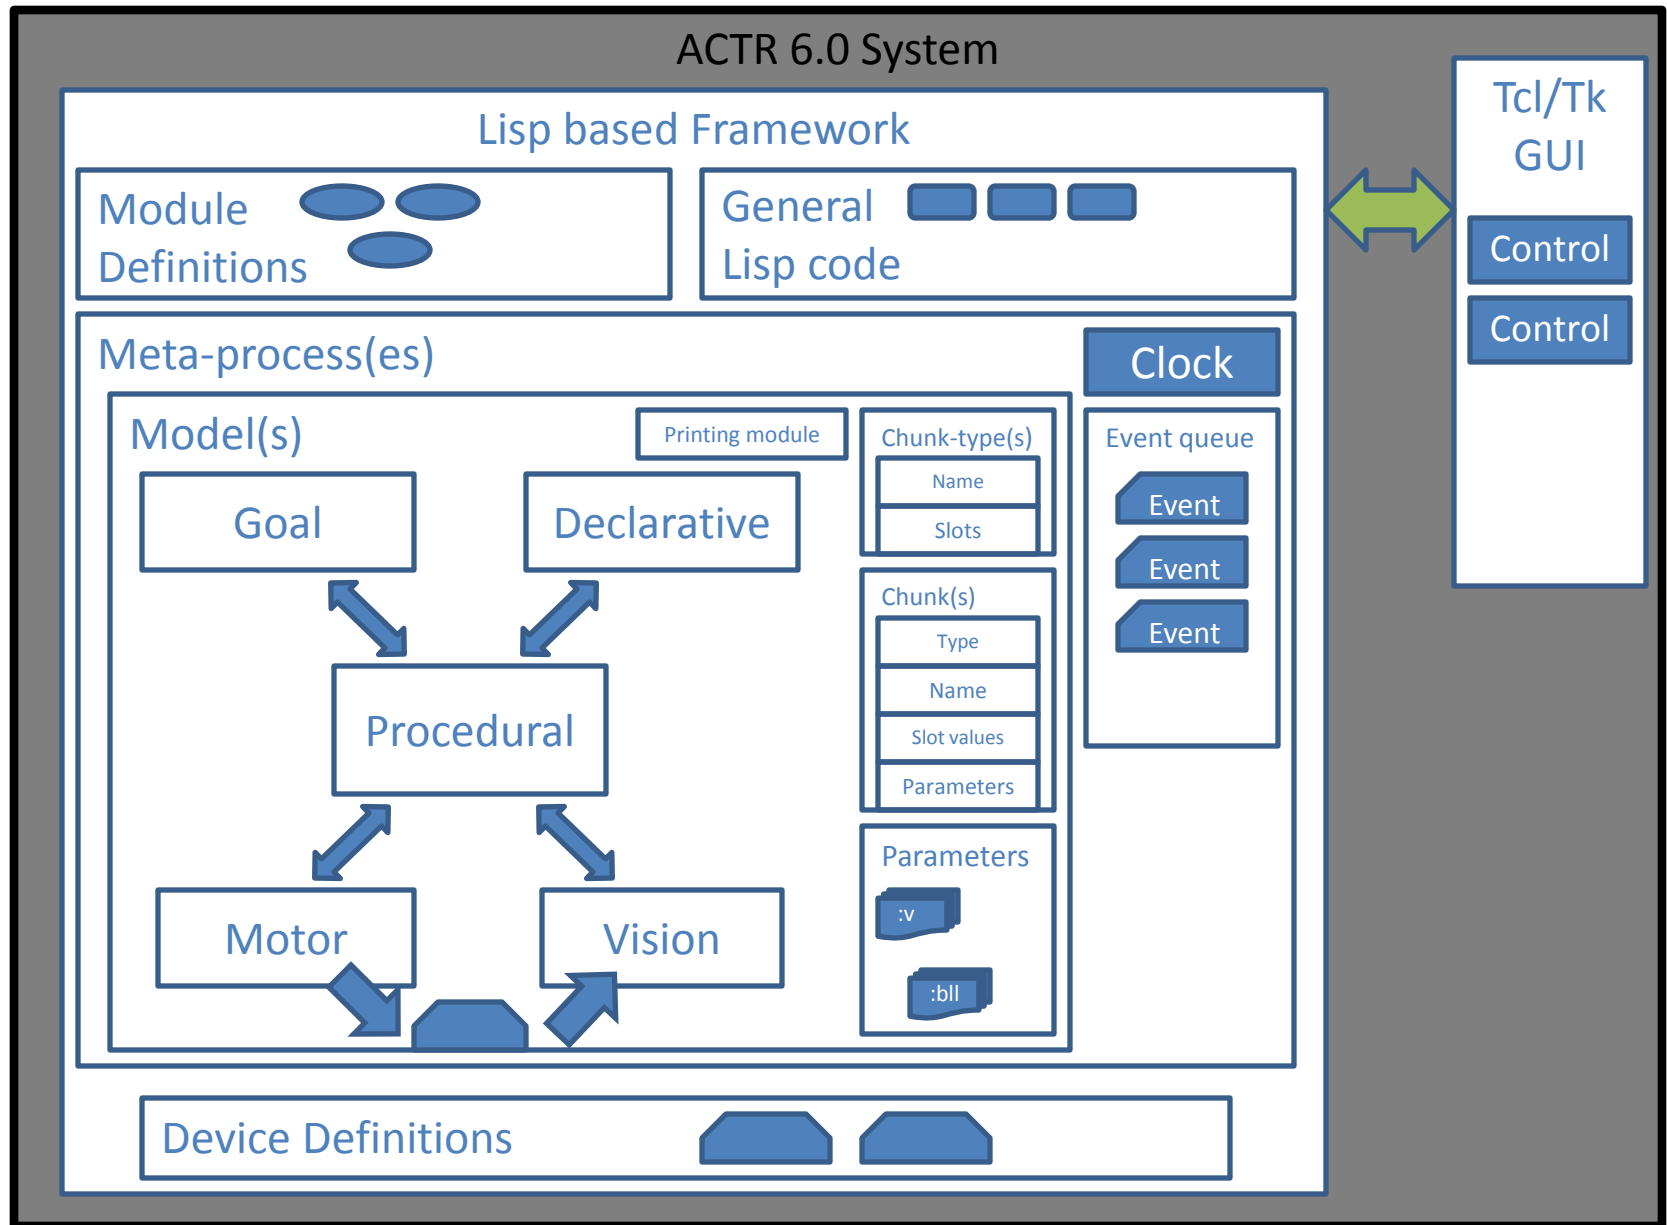 ACTR 6.0 System
Lisp based Framework
Tcl/Tk
GUI
Control
Control
Module
Definitions
General
Lisp code
Meta-process(es)
Clock
Model(s)
Printing module
Goal
Declarative
Procedural
Motor
Vision
Chunk-type(s)
Name
Slots
Chunk(s)
Type
Name
Slot values
Parameters
Parameters
:v
:bll
Event queue
Event
Event
Event
Device Definitions